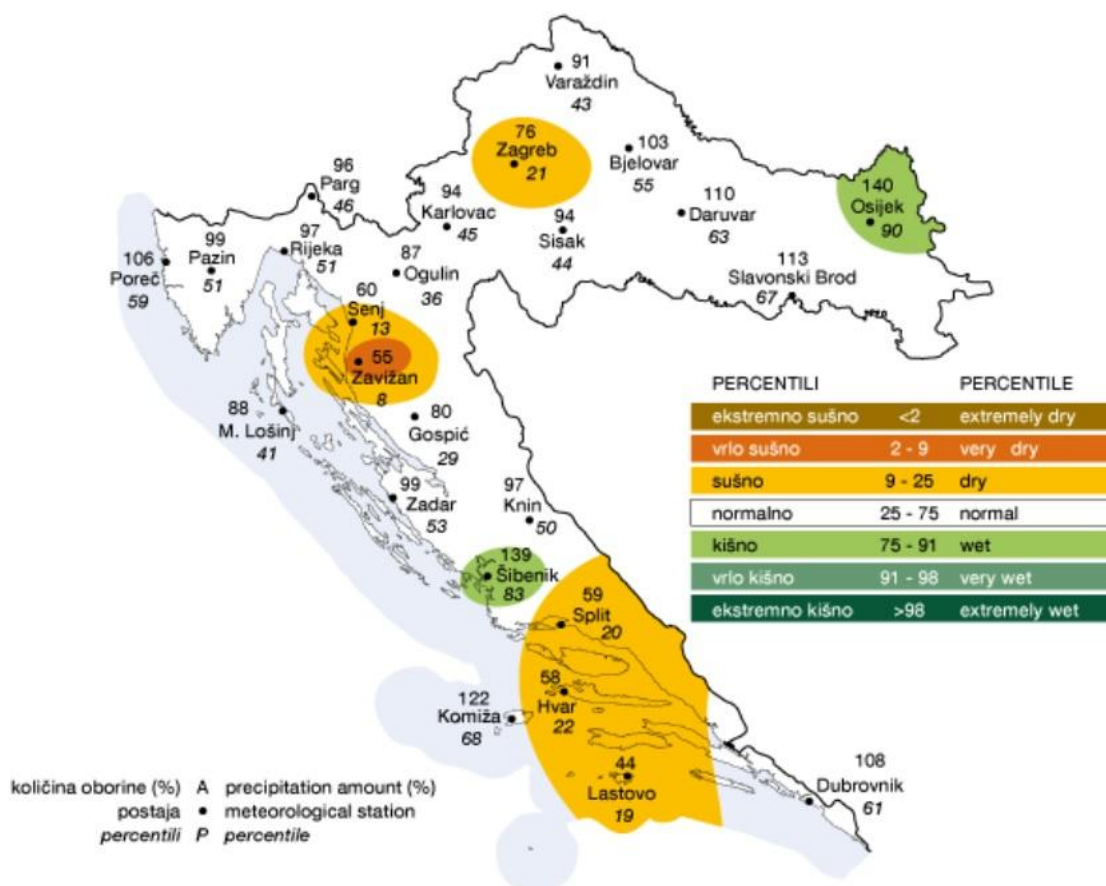 91
Varaždin
43
76
Zagreb
21
103
Bjelovar
55
140
Osijek
90
96
Parg
46
94
Karlovac
45
110
Daruvar
63
94
Sisak
44
97
Rijeka
51
99
Pazin
51
106
Poreč
59
87
Ogulin
36
113
Slavonski Brod
67
60
Senj
13
55
Zavižan
8
88
M. Lošinj
41
80
Gospić
29
99
Zadar
53
97
Knin
50
139
Šibenik
83
59
Split
20
58
Hvar
22
122
Komiža
68
44
Lastovo
19
108
Dubrovnik
61
PERCENTILI PERCENTILE
ekstremno sušno <2 extremely dry
vrlo sušno 2 - 9 very dry
sušno 9 - 25 dry
normalno 25 - 75 normal
kišno 75 - 91 wet
vrlo kišno 91 - 98 very wet
ekstremno kišno >98 extremely wet
količina oborine (%) A precipitation amount (%)
postaja ● meteorological station
percentili P percentile